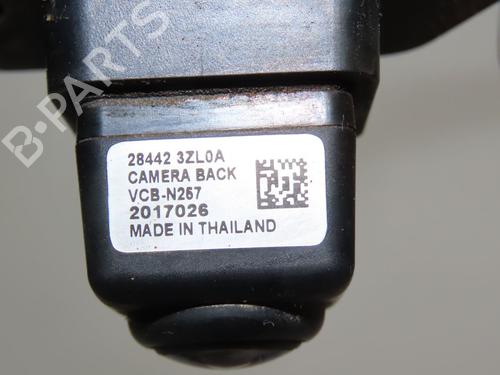 B-PARTS
28442 3ZL0A
CAMERA BACK
VCB-N257
2017026
MADE IN THAILAND